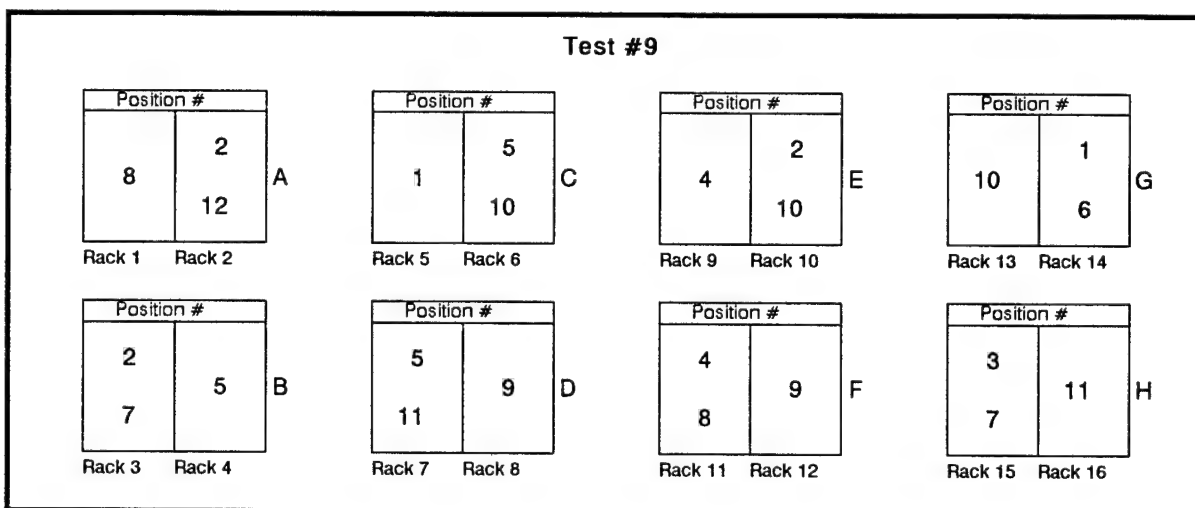 Test #9
Position #
8
2
12
A
Rack 1 Rack 2
Position #
1
5
10
C
Rack 5 Rack 6
Position #
4
2
10
E
Rack 9 Rack 10
Position #
10
1
6
G
Rack 13 Rack 14
Position #
2
7
5
B
Rack 3 Rack 4
Position #
5
11
9
D
Rack 7 Rack 8
Position #
4
8
9
F
Rack 11 Rack 12
Position #
3
7
11
H
Rack 15 Rack 16